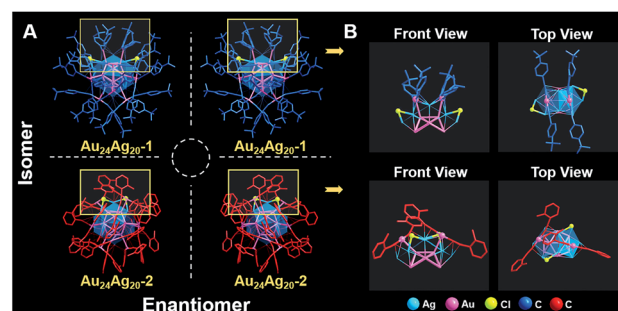 A
Isomer
Au24Ag20-1
Au24Ag20-1
Au24Ag20-2
Au24Ag20-2
Enantiomer
B
Front View
Top View
Front View
Top View
Ag
Au
Cl
C
C